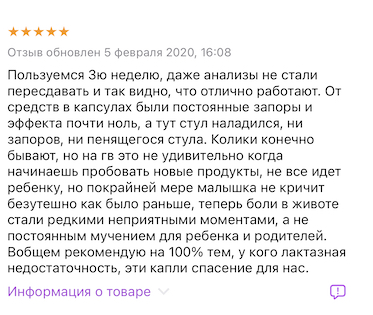 Отзыв обновлен 5 февраля 2020, 16:08
Пользуемся 3ю неделю, даже анализы не стали
пересдавать и так видно, что отлично работают. От
средств в капсулах были постоянные запоры и
эффекта почти ноль, а тут стул наладился, ни
запоров, ни пенящегося стула. Колики конечно
бывают, но на гв это не удивительно когда
начинаешь пробовать новые продукты, не все идет
ребенку, но покрайней мере малышка не кричит
безутешно как было раньше, теперь боли в животе
стали редкими неприятными моментами, а не
постоянным мучением для ребенка и родителей.
Вобщем рекомендую на 100% тем, у кого лактазная
недостаточность, эти капли спасение для нас.
Информация о товаре